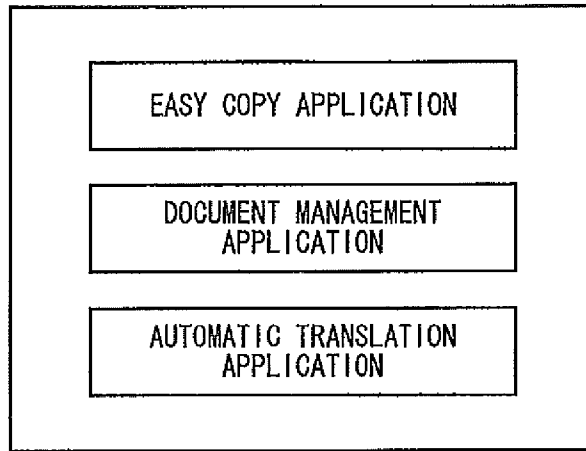 EASY COPY APPLICATION
DOCUMENT MANAGEMENT
APPLICATION
AUTOMATIC TRANSLATION
APPLICATION